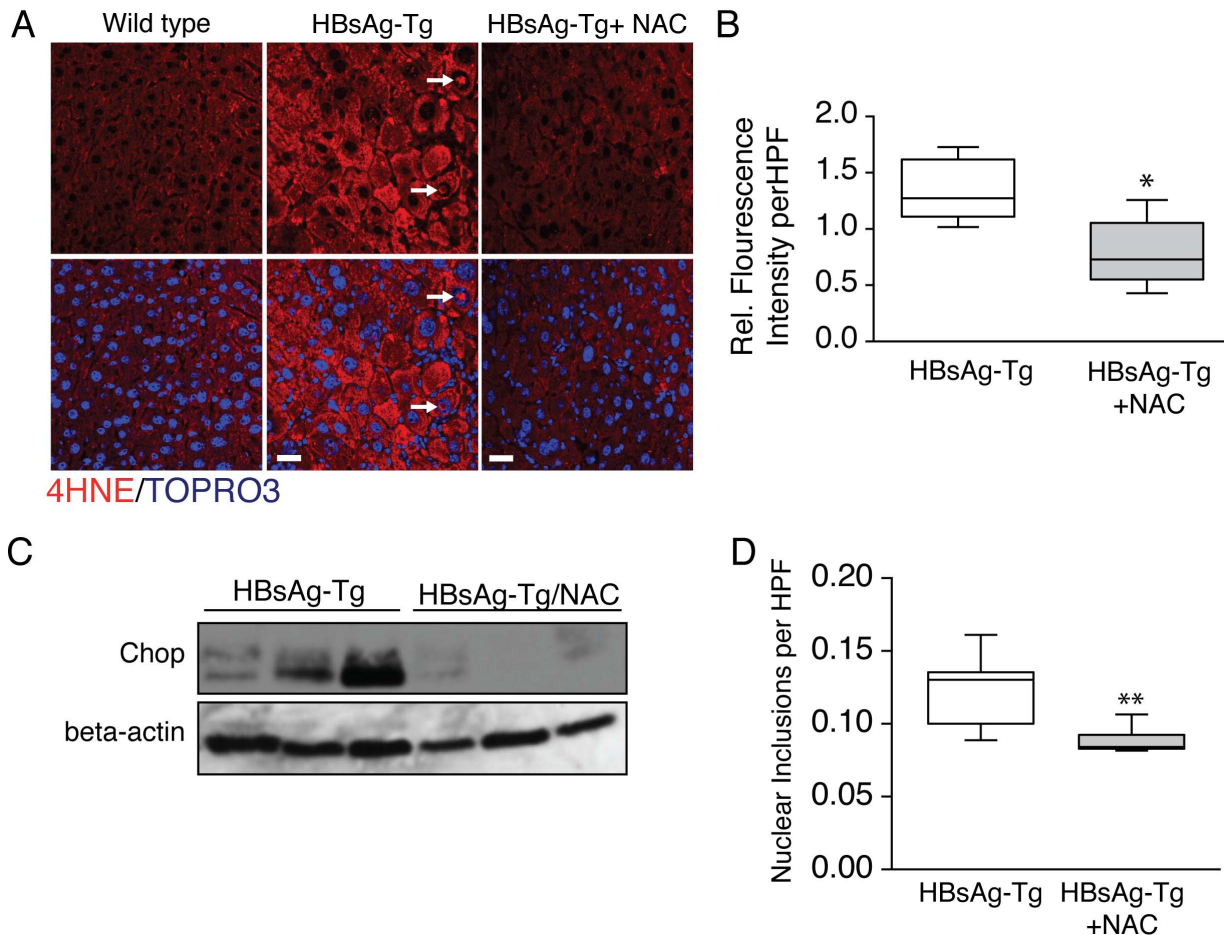 A
Wild type
HBsAg-Tg
HBsAg-Tg+ NAC
4HNE/TOPRO3
B
Rel. Flourescence
Intensity perHPF
2.0
1.5
1.0
0.5
0.0
*
HBsAg-Tg
HBsAg-Tg
+NAC
C
HBsAg-Tg
HBsAg-Tg/NAC
Chop
beta-actin
D
Nuclear Inclusions per HPF
0.20
0.15
0.10
0.05
0.00
**
HBsAg-Tg
HBsAg-Tg
+NAC